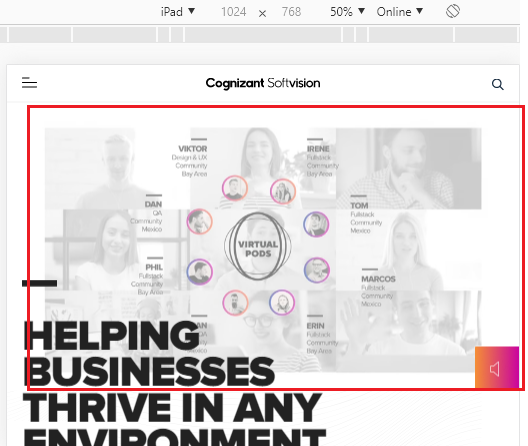 iPad 1024 × 768 50% Online
Cognizant Softvision
VIKTOR
Design & UX
Community
Bay Area
IRENE
Fullstack
Community
Bay Area
DAN
QA
Community
Mexico
TOM
Fullstack
Community
Mexico
VIRTUAL
PODS
PHIL
Fullstack
Community
Bay Area
MARCOS
Fullstack
Community
Mexico
ERIN
Fullstack
Community
Bay Area
HELPING
BUSINESSES
THRIVE IN ANY
ENVIRONMENT